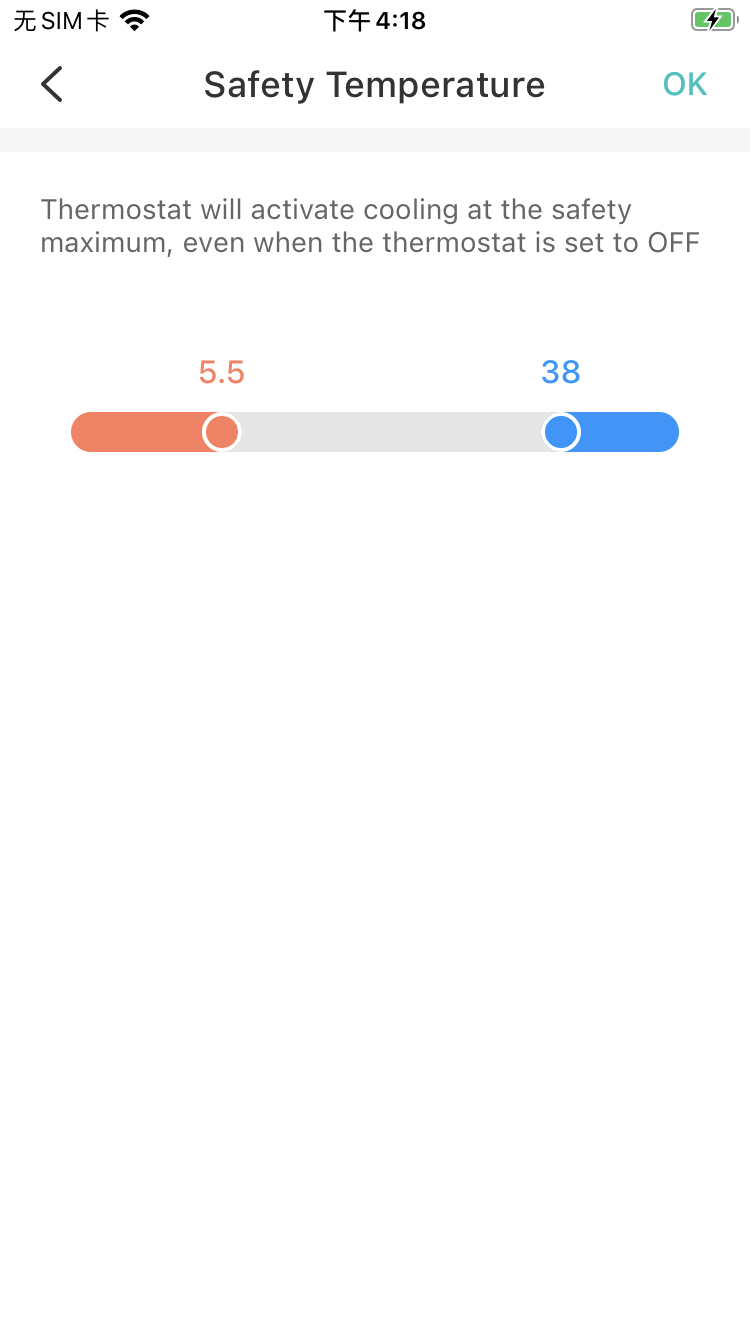 无SIM卡 下午4:18
Safety Temperature OK
Thermostat will activate cooling at the safety
maximum, even when the thermostat is set to OFF
5.5 38